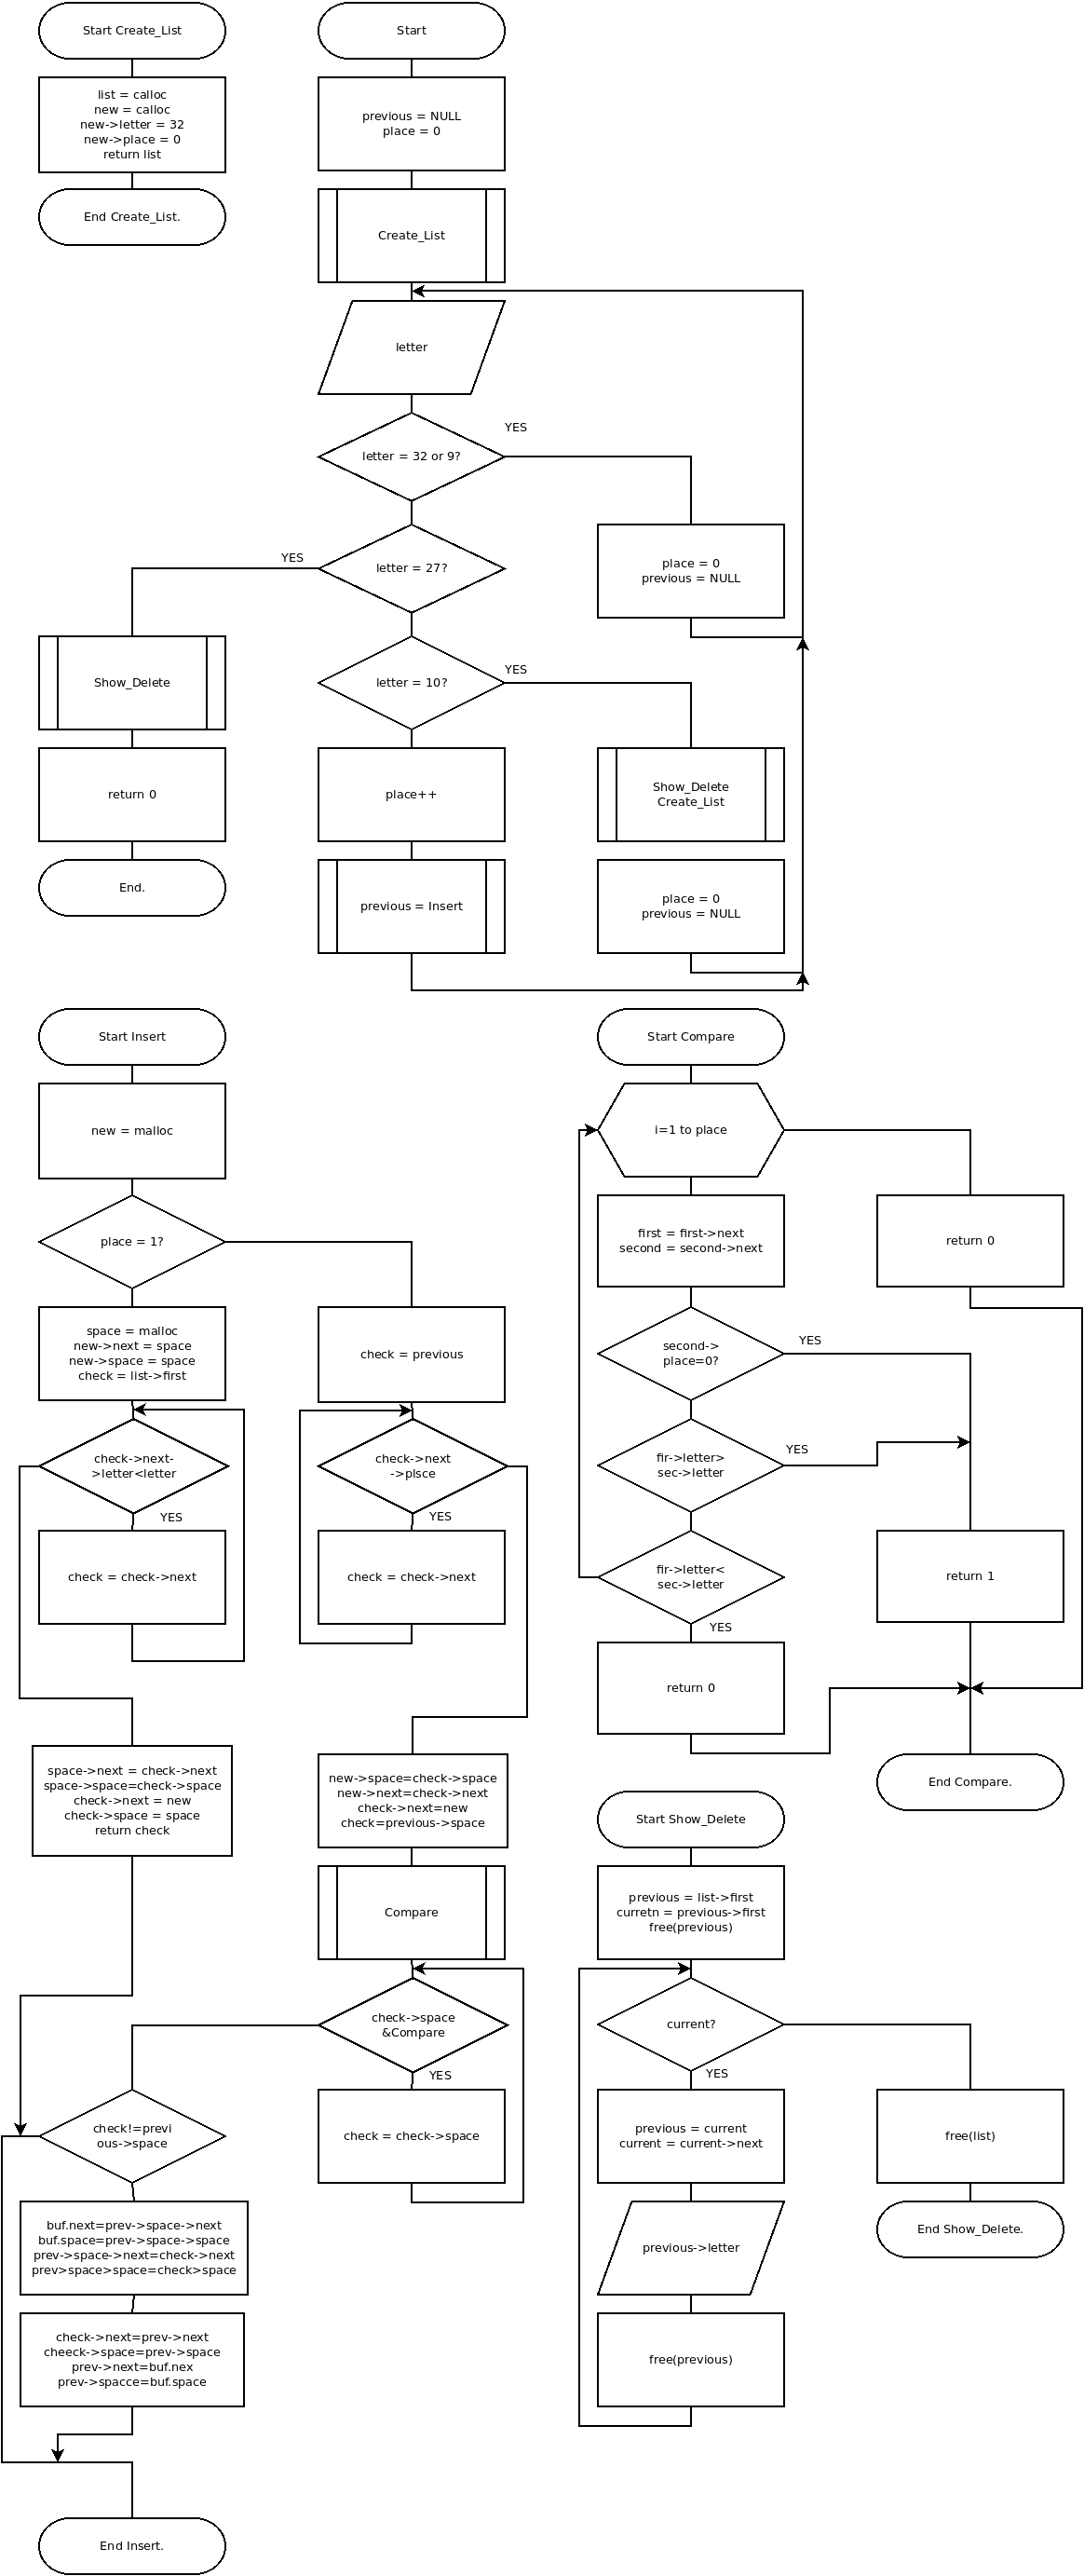 Start Create_List
list = calloc
new = calloc
new->letter = 32
new->place = 0
return list
End Create_List.
Start
previous = NULL
place = 0
Create_List
letter
letter = 32 or 9?
YES
place = 0
previous = NULL
letter = 27?
YES
Show_Delete
return 0
End.
letter = 10?
YES
Show_Delete
Create_List
place = 0
previous = NULL
place++
previous = Insert
Start Insert
new = malloc
place = 1?
space = malloc
new->next = space
new->space = space
check = list->first
check->next-
>letter<letter
YES
check = check->next
space->next = check->next
space->space=check->space
check->next = new
check->space = space
return check
check = previous
check->next
->plsce
YES
check = check->next
new->space=check->space
new->next=check->next
check->next=new
check=previous->space
Compare
check->space
&Compare
YES
check = check->space
check!=previ
ous->space
buf.next=prev->space->next
buf.space=prev->space->space
prev->space->next=check->next
prev>space>space=check>space
check->next=prev->next
cheeck->space=prev->space
prev->next=buf.nex
prev->spacce=buf.space
End Insert.
Start Compare
i=1 to place
return 0
first = first->next
second = second->next
second->
place=0?
YES
fir->letter>
sec->letter
YES
fir->letter<
sec->letter
YES
return 1
return 0
End Compare.
Start Show_Delete
previous = list->first
curretn = previous->first
free(previous)
current?
YES
previous = current
current = current->next
previous->letter
free(previous)
free(list)
End Show_Delete.